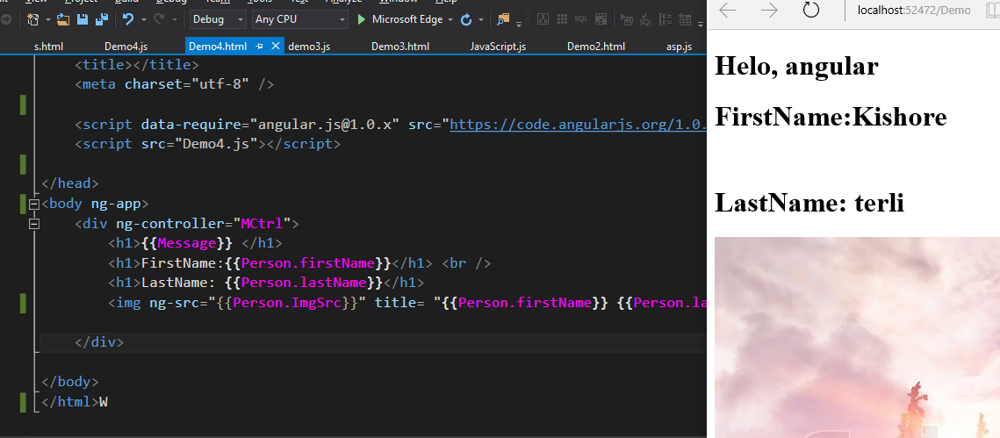 Debug
Any CPU
Microsoft Edge
SQL
s.html
Demo4.js
Demo4.html
demo3.js
Demo3.html
JavaScript.js
Demo2.html
asp.js
<title></title>
<meta charset="utf-8" />
<script data-require="angular.js@1.0.x" src="https://code.angularjs.org/1.0.
<script src="Demo4.js"></script>
</head>
<body ng-app>
<div ng-controller="MCtrl">
<h1>{{Message}} </h1>
<h1>FirstName:{{Person.firstName}}</h1> <br />
<h1>LastName: {{Person.lastName}}</h1>
<img ng-src="{{Person.ImgSrc}}" title= "{{Person.firstName}} {{Person.la
</div>
</body>
</html>W
localhost:52472/Demo
Helo, angular
FirstName:Kishore
LastName: terli